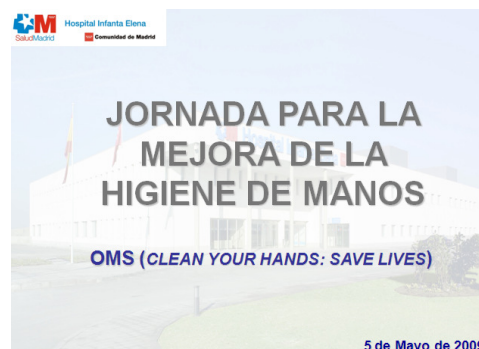 SaludMadrid
Hospital Infanta Elena
Comunidad de Madrid
JORNADA PARA LA
MEJORA DE LA
HIGIENE DE MANOS
OMS (CLEAN YOUR HANDS: SAVE LIVES)
5 de Mayo de 2009